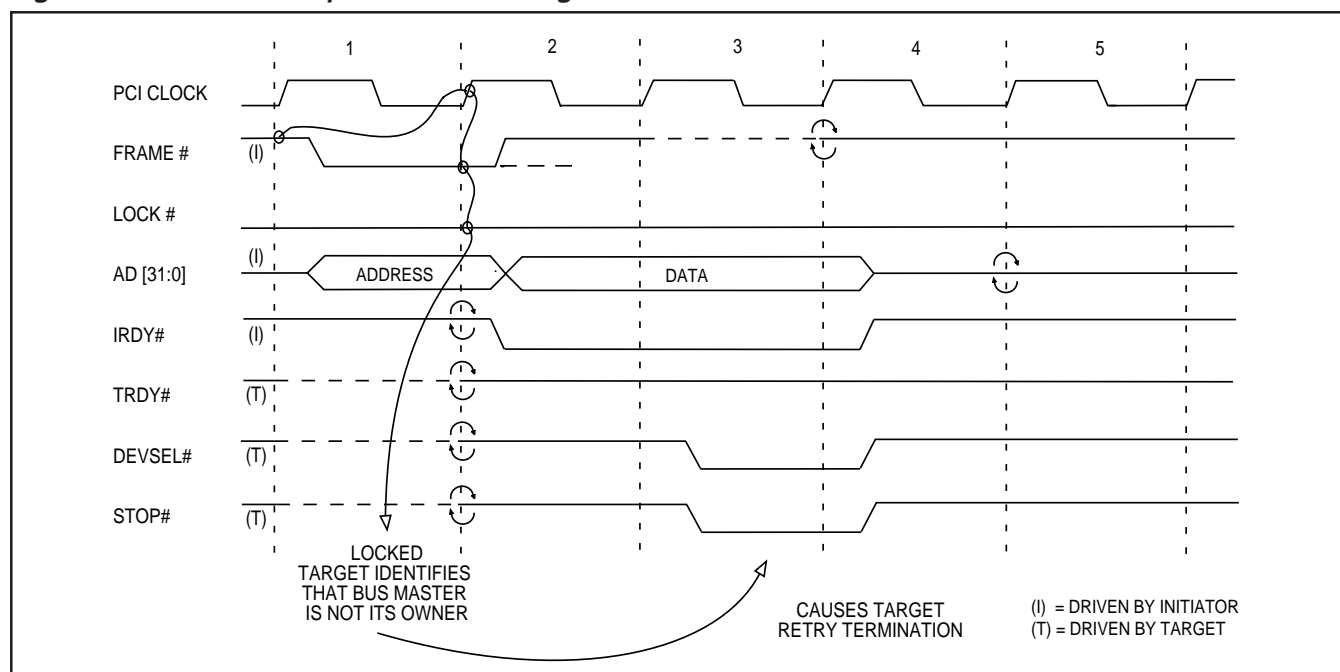 1 2 3 4 5
PCI CLOCK
FRAME # (I)
LOCK #
AD [31:0] (I) ADDRESS DATA
IRDY# (I)
TRDY# (T)
DEVSEL# (T)
STOP# (T)
LOCKED
TARGET IDENTIFIES
THAT BUS MASTER
IS NOT ITS OWNER
CAUSES TARGET
RETRY TERMINATION
(I) = DRIVEN BY INITIATOR
(T) = DRIVEN BY TARGET